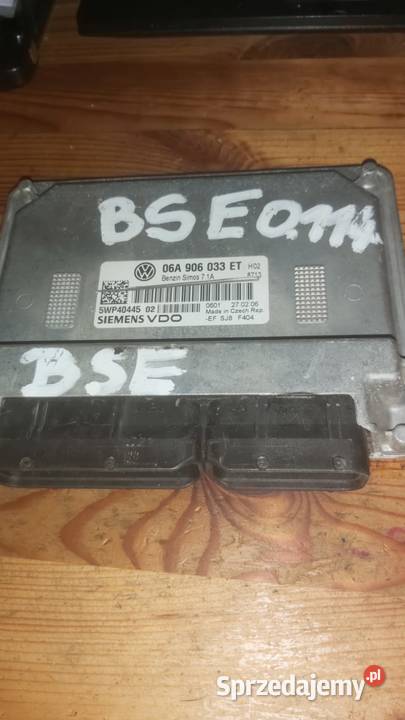 BSE 0.114
06A 906 033 ET H02
Benzin Simos 7.1A
5WP40445 02 0601 27.02.06
Made in Czech Rep.
SIEMENS VDO -EF SJ8 F404
BSE
Sprzedajemy.pl